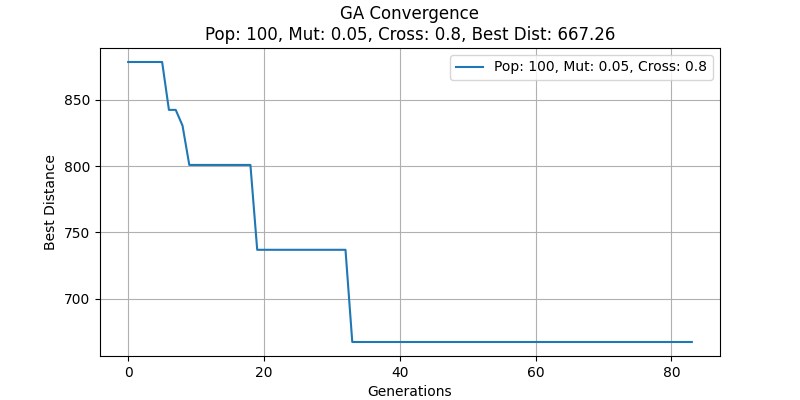 GA Convergence
Pop: 100, Mut: 0.05, Cross: 0.8, Best Dist: 667.26
Pop: 100, Mut: 0.05, Cross: 0.8
Best Distance
850
800
750
700
0 20 40 60 80
Generations